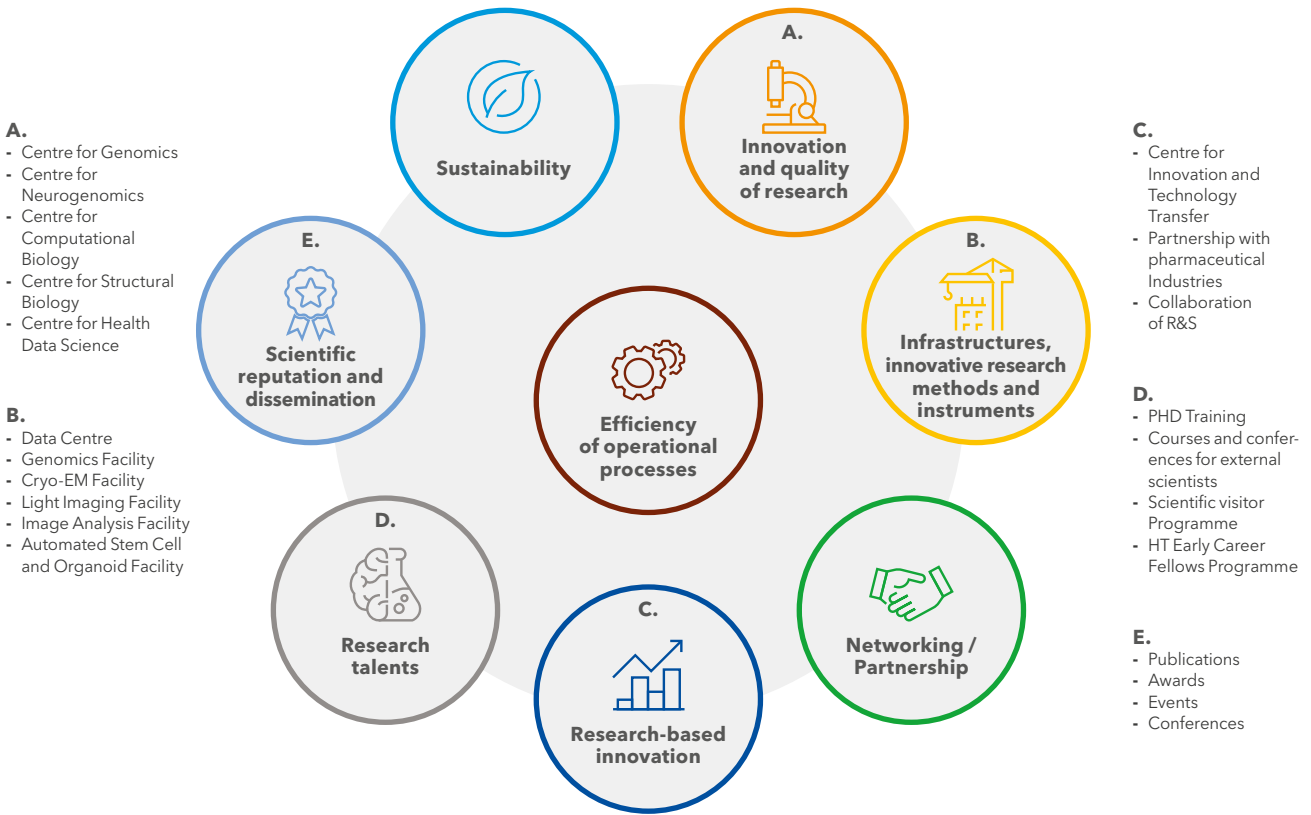 A.
- Centre for Genomics
- Centre for
Neurogenomics
- Centre for
Computational
Biology
- Centre for Structural
Biology
- Centre for Health
Data Science
B.
- Data Centre
- Genomics Facility
- Cryo-EM Facility
- Light Imaging Facility
- Image Analysis Facility
- Automated Stem Cell
and Organoid Facility
Sustainability
A.
Innovation
and quality
of research
E.
Scientific
reputation and
dissemination
B.
Infrastructures,
innovative research
methods and
instruments
Efficiency
of operational
processes
D.
Research
talents
C.
Research-based
innovation
Networking /
Partnership
C.
- Centre for
Innovation and
Technology
Transfer
- Partnership with
pharmaceutical
Industries
- Collaboration
of R&S
D.
- PHD Training
- Courses and confer-
ences for external
scientists
- Scientific visitor
Programme
- HT Early Career
Fellows Programme
E.
- Publications
- Awards
- Events
- Conferences